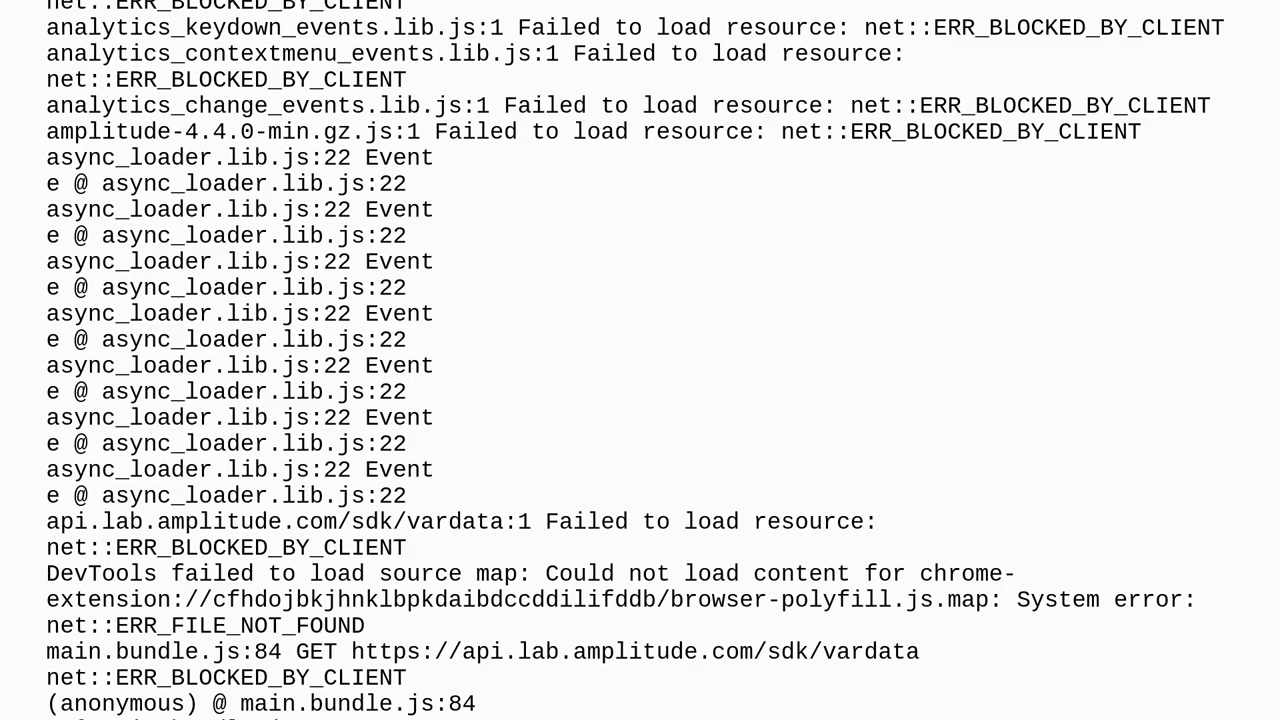 net::ERR_BLOCKED_BY_CLIENT
analytics_keydown_events.lib.js:1 Failed to load resource: net::ERR_BLOCKED_BY_CLIENT
analytics_contextmenu_events.lib.js:1 Failed to load resource:
net::ERR_BLOCKED_BY_CLIENT
analytics_change_events.lib.js:1 Failed to load resource: net::ERR_BLOCKED_BY_CLIENT
amplitude-4.4.0-min.gz.js:1 Failed to load resource: net::ERR_BLOCKED_BY_CLIENT
async_loader.lib.js:22 Event
e @ async_loader.lib.js:22
async_loader.lib.js:22 Event
e @ async_loader.lib.js:22
async_loader.lib.js:22 Event
e @ async_loader.lib.js:22
async_loader.lib.js:22 Event
e @ async_loader.lib.js:22
async_loader.lib.js:22 Event
e @ async_loader.lib.js:22
async_loader.lib.js:22 Event
e @ async_loader.lib.js:22
async_loader.lib.js:22 Event
e @ async_loader.lib.js:22
api.lab.amplitude.com/sdk/vardata:1 Failed to load resource:
net::ERR_BLOCKED_BY_CLIENT
DevTools failed to load source map: Could not load content for chrome-
extension://cfhdojbkjhnklbpkdaibdccddilifddb/browser-polyfill.js.map: System error:
net::ERR_FILE_NOT_FOUND
main.bundle.js:84 GET https://api.lab.amplitude.com/sdk/vardata
net::ERR_BLOCKED_BY_CLIENT
(anonymous) @ main.bundle.js:84